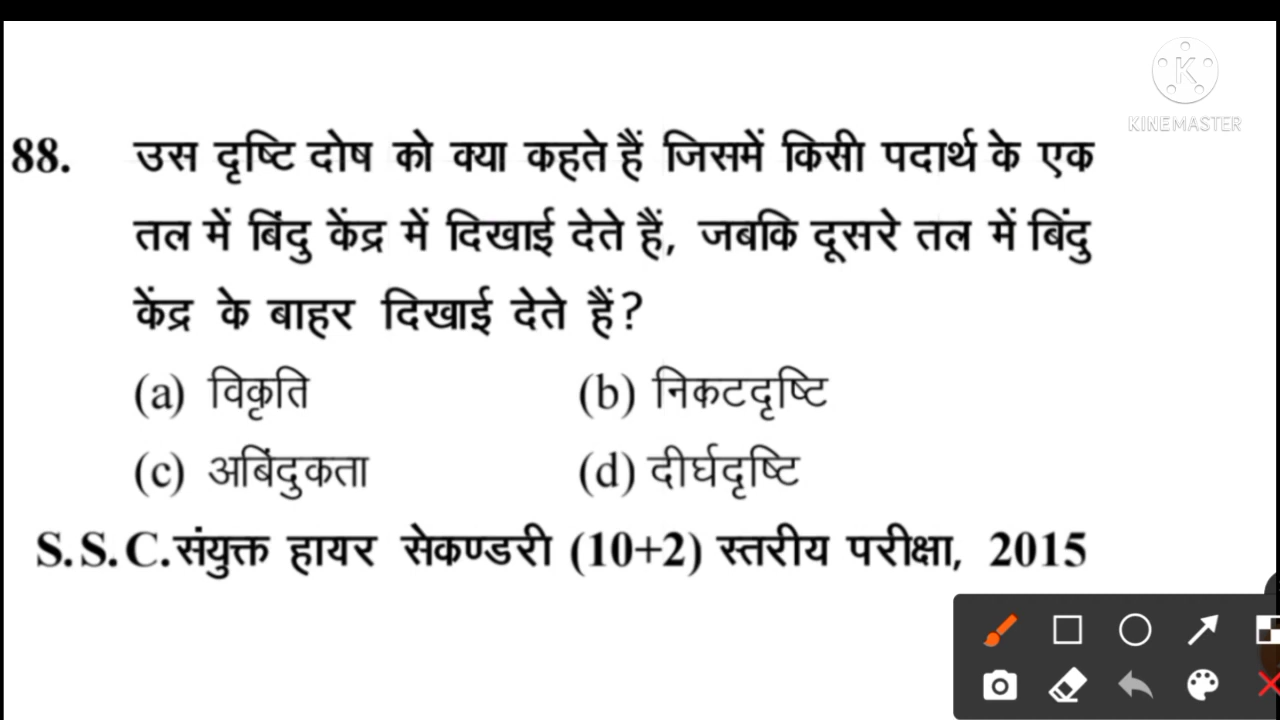 KINEMASTER
88. उस दृष्टि दोष को क्या कहते हैं जिसमें किसी पदार्थ के एक
तल में बिंदु केंद्र में दिखाई देते हैं, जबकि दूसरे तल में बिंदु
केंद्र के बाहर दिखाई देते हैं?
(a) विकृति (b) निकटदृष्टि
(c) अबिंदुकता (d) दीर्घदृष्टि
S.S.C. संयुक्त हायर सेकण्डरी (10+2) स्तरीय परीक्षा, 2015